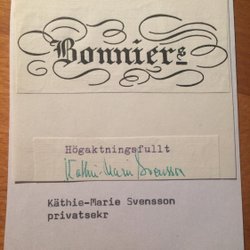 Bonniers
Högaktningsfullt
Käthie-Marie Svensson
Käthie-Marie Svensson
privatsekr